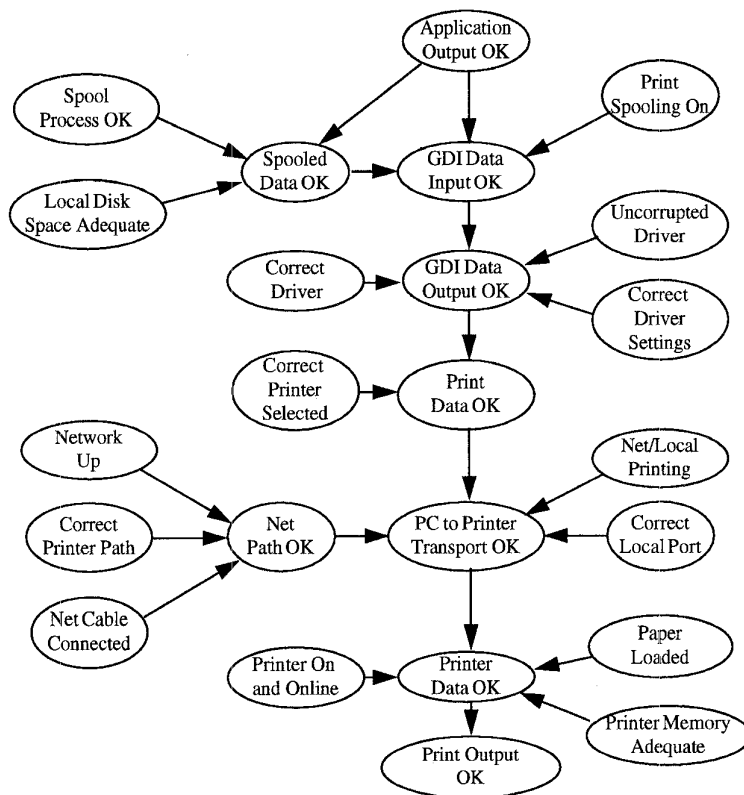 Application
Output OK
Spool
Process OK
Print
Spooling On
Spooled
Data OK
GDI Data
Input OK
Local Disk
Space Adequate
Uncorrupted
Driver
Correct
Driver
GDI Data
Output OK
Correct
Driver
Settings
Correct
Printer
Selected
Print
Data OK
Network
Up
Net/Local
Printing
Correct
Printer Path
Net
Path OK
PC to Printer
Transport OK
Correct
Local Port
Net Cable
Connected
Paper
Loaded
Printer On
and Online
Printer
Data OK
Printer Memory
Adequate
Print Output
OK